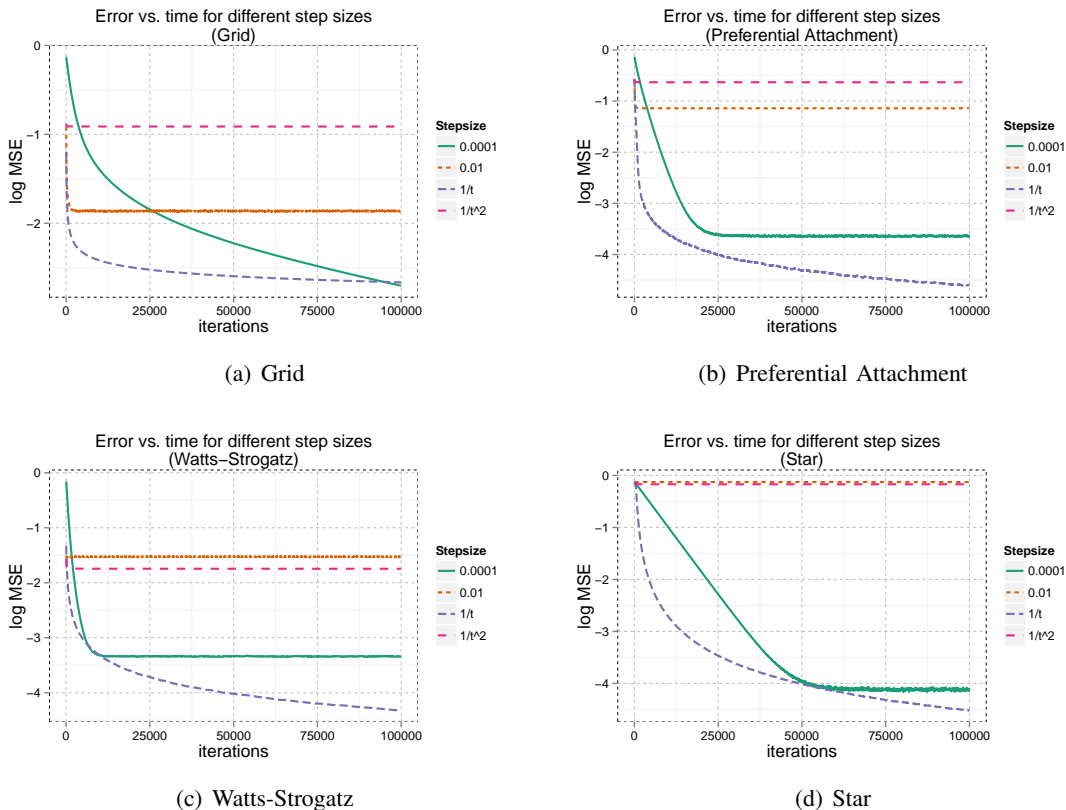 Error vs. time for different step sizes
(Grid)
0
−1
−2
log MSE
0
25000
50000
75000
100000
iterations
Stepsize
0.0001
0.01
1/t
1/t^2
(a) Grid
Error vs. time for different step sizes
(Preferential Attachment)
0
−1
−2
−3
−4
log MSE
0
25000
50000
75000
100000
iterations
Stepsize
0.0001
0.01
1/t
1/t^2
(b) Preferential Attachment
Error vs. time for different step sizes
(Watts−Strogatz)
0
−1
−2
−3
−4
log MSE
0
25000
50000
75000
100000
iterations
Stepsize
0.0001
0.01
1/t
1/t^2
(c) Watts-Strogatz
Error vs. time for different step sizes
(Star)
0
−1
−2
−3
−4
log MSE
0
25000
50000
75000
100000
iterations
Stepsize
0.0001
0.01
1/t
1/t^2
(d) Star